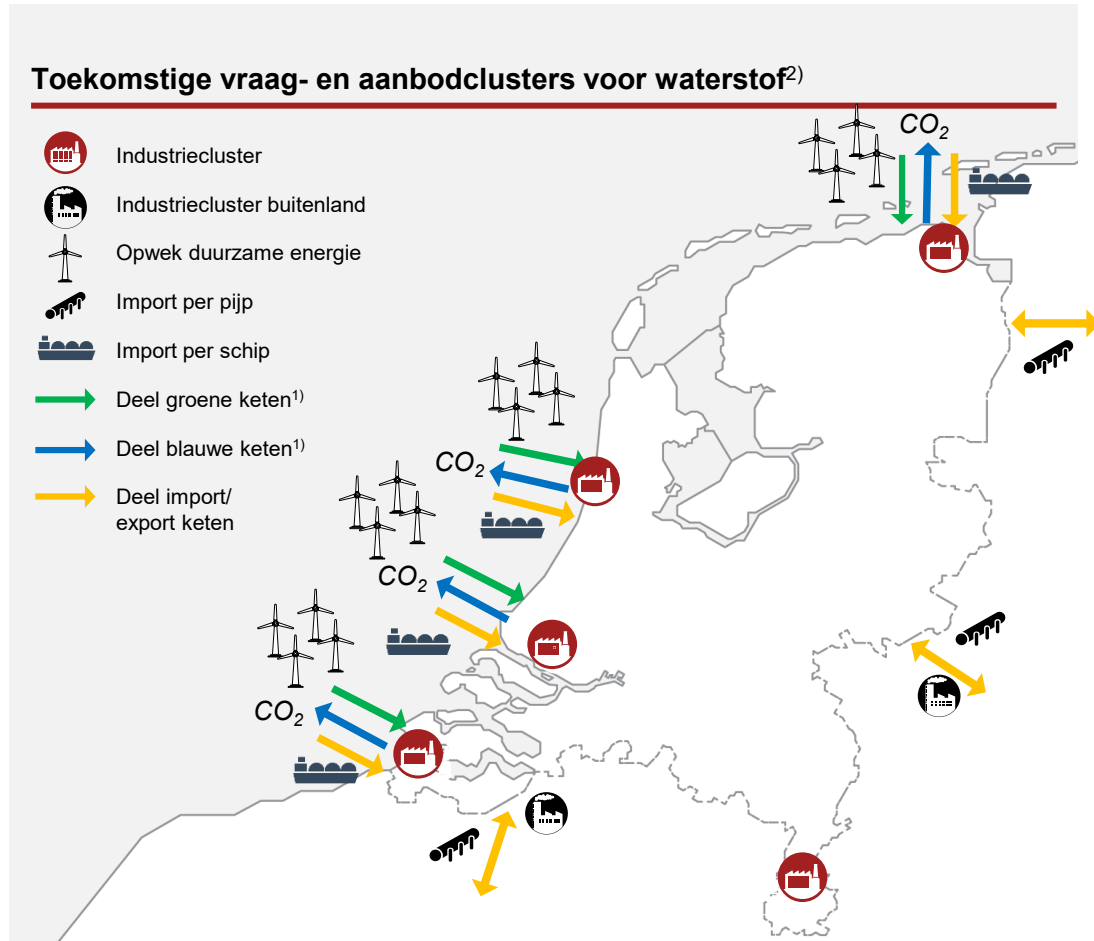 Toekomstige vraag- en aanbodclusters voor waterstof2)
Industriecluster
Industriecluster buitenland
Opwek duurzame energie
Import per pijp
Import per schip
Deel groene keten1)
Deel blauwe keten1)
Deel import/
export keten
CO2
CO2
CO2
CO2